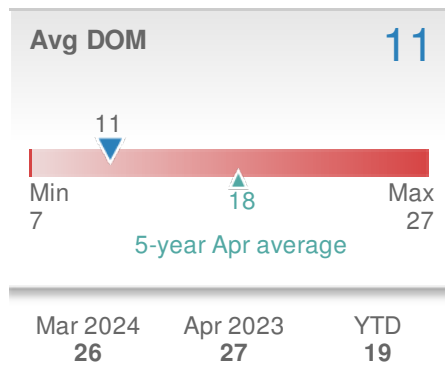 Avg DOM 11
11
Min Max
7 18 27
5-year Apr average
Mar 2024 Apr 2023 YTD
26 27 19